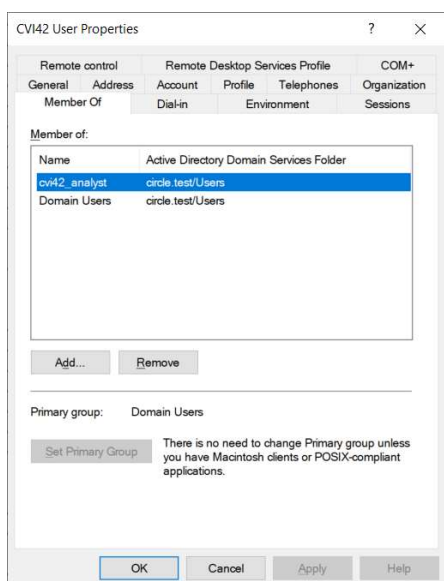 CVI42 User Properties ? ×
Remote control Remote Desktop Services Profile COM+
General Address Account Profile Telephones Organization
Member Of Dial-in Environment Sessions
Member of:
Name Active Directory Domain Services Folder
cvi42_analyst circle.test/Users
Domain Users circle.test/Users
Add... Remove
Primary group: Domain Users
Set Primary Group There is no need to change Primary group unless
you have Macintosh clients or POSIX-compliant
applications.
OK Cancel Apply Help